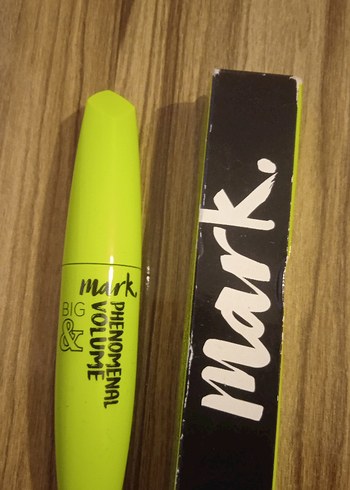 mark.
BIG
&
PHENOMENAL
VOLUME
mark.